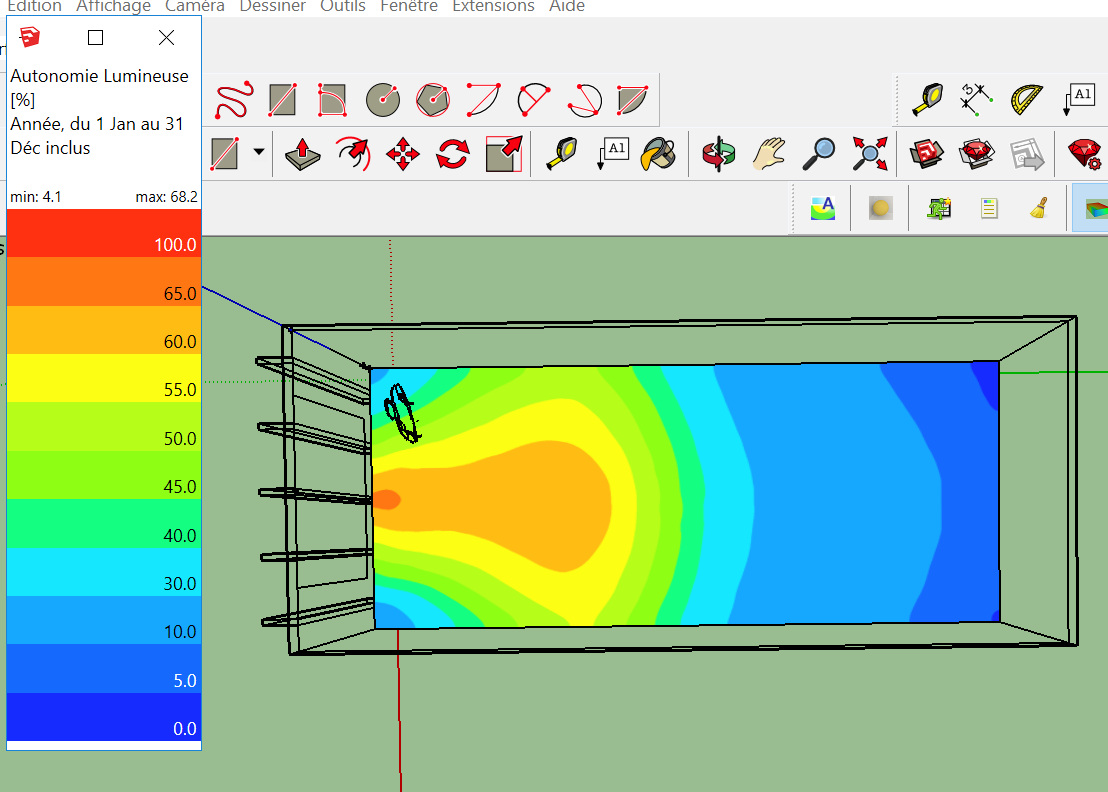 Edition Affichage Caméra Dessiner Outils Fenêtre Extensions Aide
Autonomie Lumineuse
[%]
Année, du 1 Jan au 31
Déc inclus
min: 4.1 max: 68.2
100.0
65.0
60.0
55.0
50.0
45.0
40.0
30.0
10.0
5.0
0.0
A1
A1
A